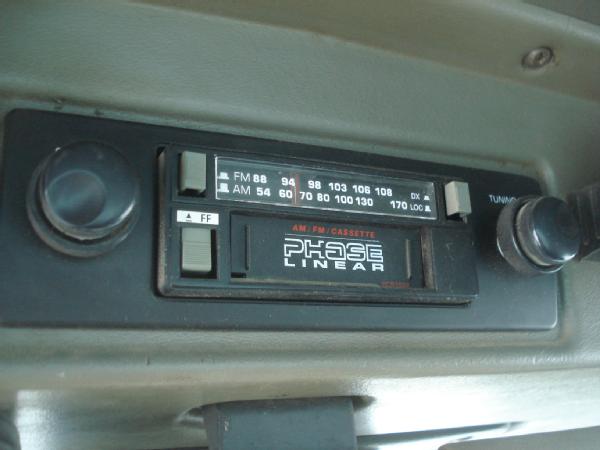 FM 88 94 98 103 106 108 DX
AM 54 60 70 80 100 130 170 LOC
TUNING
FF
AM/FM/CASSETTE
PHASE
LINEAR